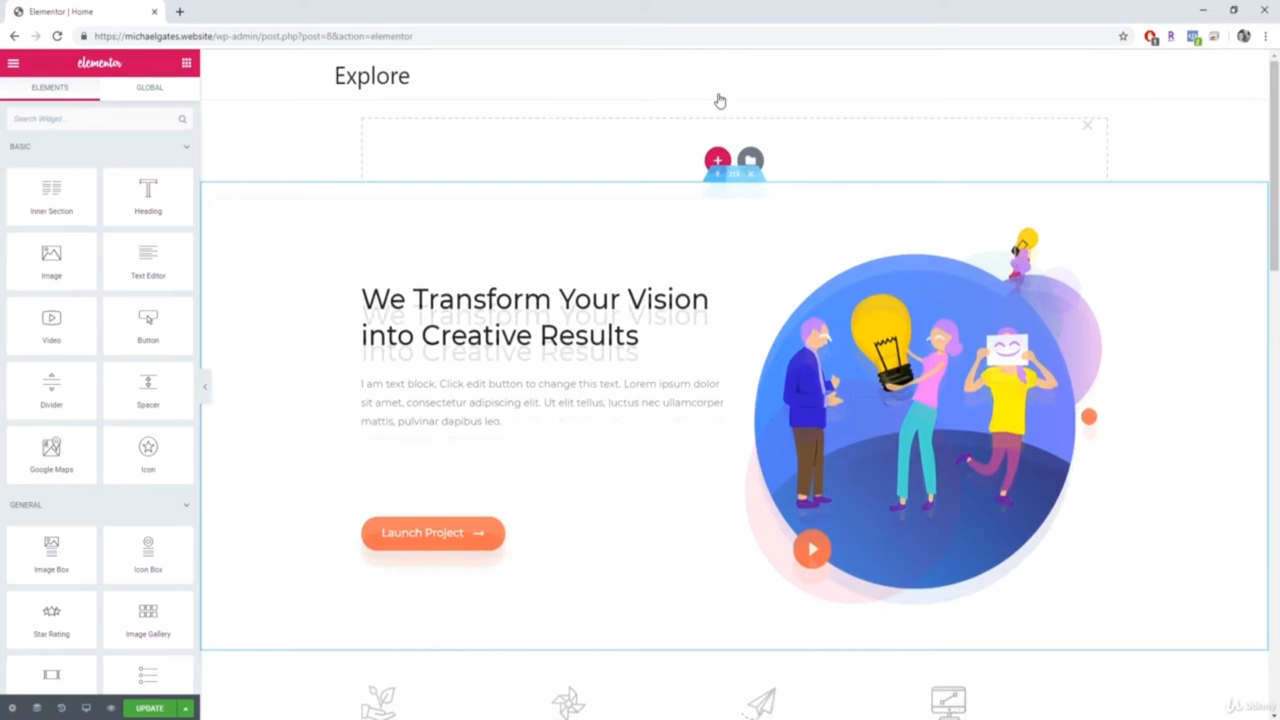 Elementor | Home
https://michaelgates.website/wp-admin/post.php?post=8&action=elementor
elementor
ELEMENTS
GLOBAL
Search Widget...
BASIC
Inner Section
Heading
Image
Text Editor
Video
Button
Divider
Spacer
Google Maps
Icon
GENERAL
Image Box
Icon Box
Star Rating
Image Gallery
UPDATE
Explore
We Transform Your Vision
into Creative Results
I am text block. Click edit button to change this text. Lorem ipsum dolor
sit amet, consectetur adipiscing elit. Ut elit tellus, luctus nec ullamcorper
mattis, pulvinar dapibus leo.
Launch Project →
Udemy